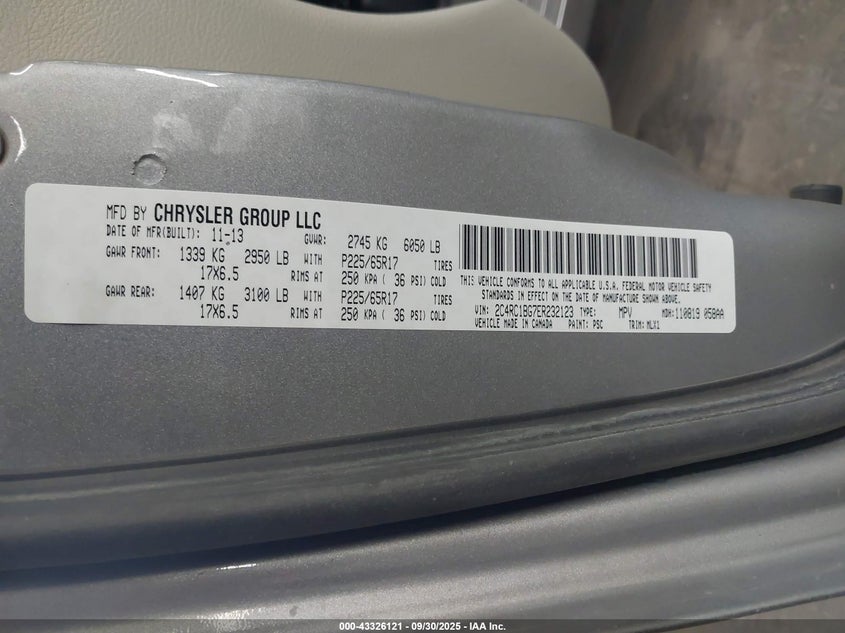 MFD BY CHRYSLER GROUP LLC
DATE OF MFR(BUILT): 11-13 GVWR: 2745 KG 6050 LB
GAWR FRONT: 1339 KG 2950 LB WITH P225/65R17 TIRES
17X6.5 RIMS AT 250 KPA ( 36 PSI) COLD
GAWR REAR: 1407 KG 3100 LB WITH P225/65R17 TIRES
17X6.5 RIMS AT 250 KPA ( 36 PSI) COLD
THIS VEHICLE CONFORMS TO ALL APPLICABLE U.S.A. FEDERAL MOTOR VEHICLE SAFETY
STANDARDS IN EFFECT ON THE DATE OF MANUFACTURE SHOWN ABOVE.
VIN: 2C4RC1BG7ER232123 TYPE: MPV MDH: 110819 058AA
VEHICLE MADE IN CANADA PAINT: PSC TRIM: MLX1
000-43326121 - 09/30/2025 - IAA Inc.